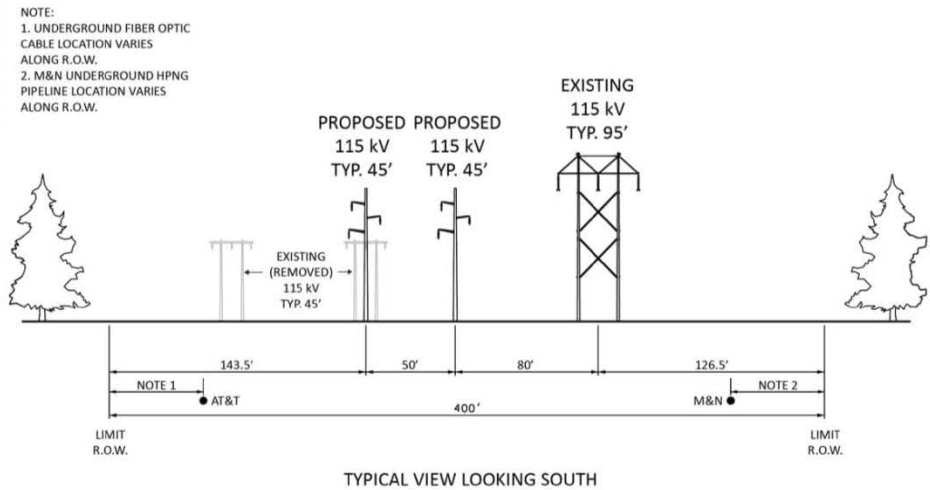 NOTE:
1. UNDERGROUND FIBER OPTIC
CABLE LOCATION VARIES
ALONG R.O.W.
2. M&N UNDERGROUND HPNG
PIPELINE LOCATION VARIES
ALONG R.O.W.
PROPOSED
115 kV
TYP. 45′
PROPOSED
115 kV
TYP. 45′
EXISTING
115 kV
TYP. 95′
EXISTING
(REMOVED)
115 kV
TYP. 45′
143.5′
50′
80′
126.5′
NOTE 1
AT&T
M&N
NOTE 2
400′
LIMIT
R.O.W.
LIMIT
R.O.W.
TYPICAL VIEW LOOKING SOUTH